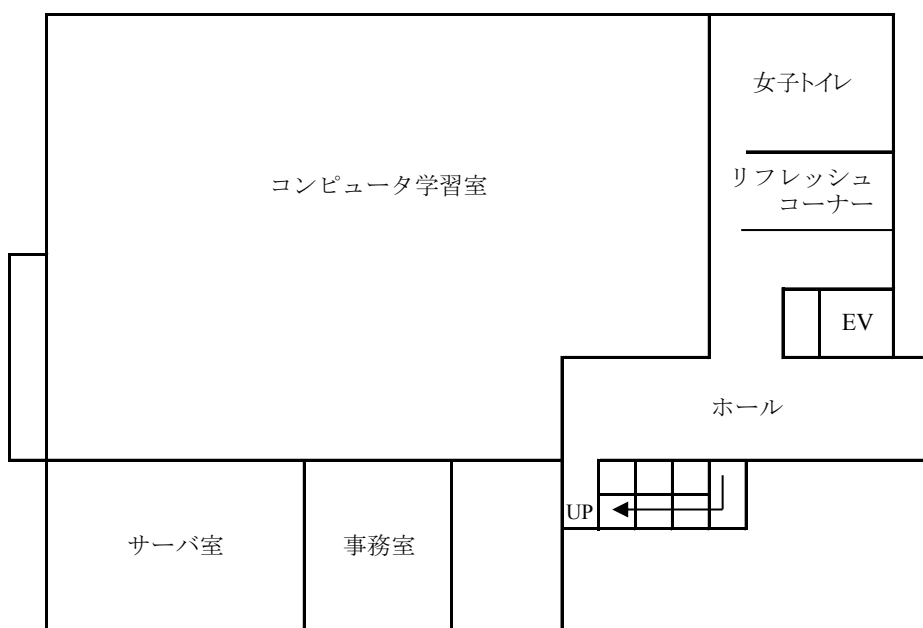 女子トイレ
コンピュータ学習室
リフレッシュ
コーナー
EV
ホール
UP
サーバ室
事務室